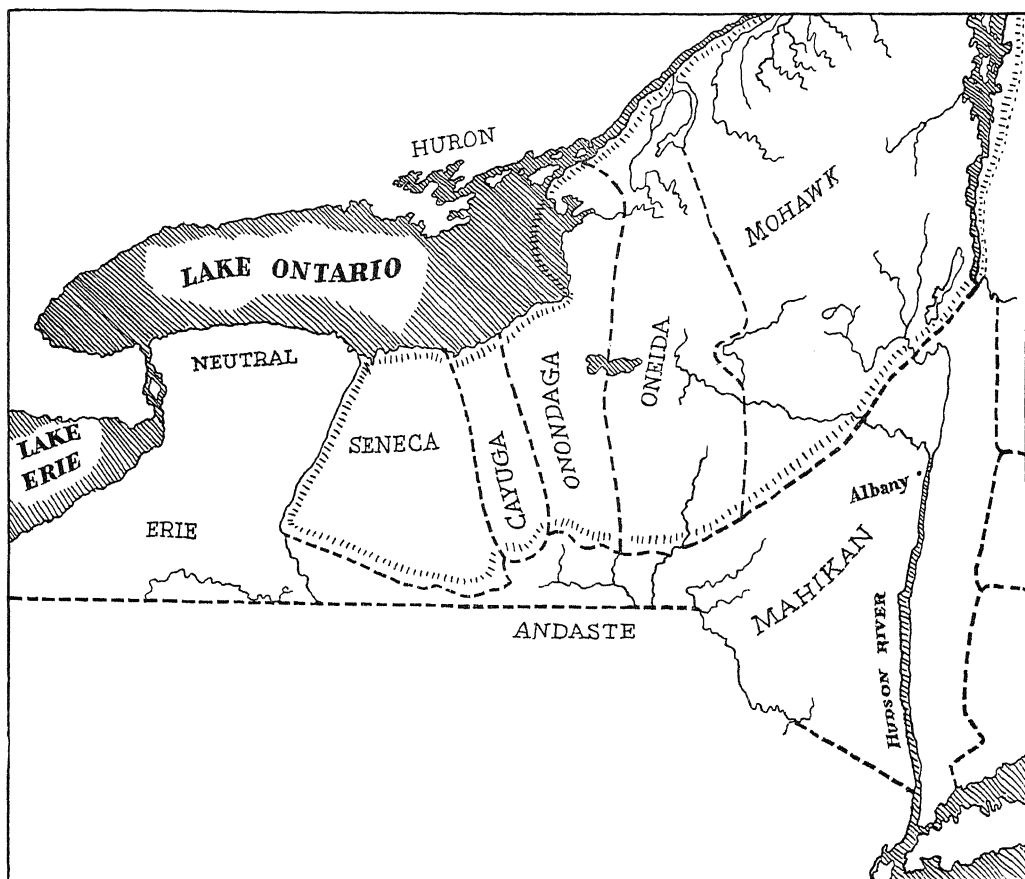 HURON
MOHAWK
LAKE ONTARIO
NEUTRAL
ONEIDA
ONONDAGA
SENECA
CAYUGA
LAKE
ERIE
Albany
ERIE
MAHIKAN
ANDASTE
HUDSON RIVER